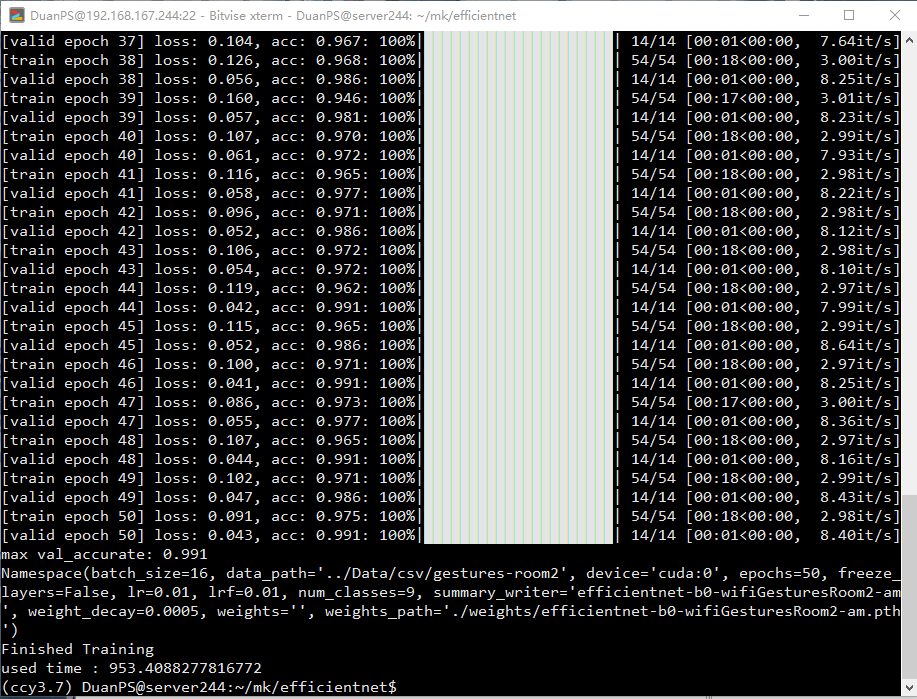 DuanPS@192.168.167.244:22 - Bitvise xterm - DuanPS@server244: ~/mk/efficientnet
[valid epoch 37] loss: 0.104, acc: 0.967: 100%| | 14/14 [00:01<00:00,  7.64it/s]
[train epoch 38] loss: 0.126, acc: 0.968: 100%| | 54/54 [00:18<00:00,  3.00it/s]
[valid epoch 38] loss: 0.056, acc: 0.986: 100%| | 14/14 [00:01<00:00,  8.25it/s]
[train epoch 39] loss: 0.160, acc: 0.946: 100%| | 54/54 [00:17<00:00,  3.01it/s]
[valid epoch 39] loss: 0.057, acc: 0.981: 100%| | 14/14 [00:01<00:00,  8.23it/s]
[train epoch 40] loss: 0.107, acc: 0.970: 100%| | 54/54 [00:18<00:00,  2.99it/s]
[valid epoch 40] loss: 0.061, acc: 0.972: 100%| | 14/14 [00:01<00:00,  7.93it/s]
[train epoch 41] loss: 0.116, acc: 0.965: 100%| | 54/54 [00:18<00:00,  2.98it/s]
[valid epoch 41] loss: 0.058, acc: 0.977: 100%| | 14/14 [00:01<00:00,  8.22it/s]
[train epoch 42] loss: 0.096, acc: 0.971: 100%| | 54/54 [00:18<00:00,  2.98it/s]
[valid epoch 42] loss: 0.052, acc: 0.986: 100%| | 14/14 [00:01<00:00,  8.12it/s]
[train epoch 43] loss: 0.106, acc: 0.972: 100%| | 54/54 [00:18<00:00,  2.98it/s]
[valid epoch 43] loss: 0.054, acc: 0.972: 100%| | 14/14 [00:01<00:00,  8.10it/s]
[train epoch 44] loss: 0.119, acc: 0.962: 100%| | 54/54 [00:18<00:00,  2.97it/s]
[valid epoch 44] loss: 0.042, acc: 0.991: 100%| | 14/14 [00:01<00:00,  7.99it/s]
[train epoch 45] loss: 0.115, acc: 0.965: 100%| | 54/54 [00:18<00:00,  2.99it/s]
[valid epoch 45] loss: 0.052, acc: 0.986: 100%| | 14/14 [00:01<00:00,  8.64it/s]
[train epoch 46] loss: 0.100, acc: 0.971: 100%| | 54/54 [00:18<00:00,  2.97it/s]
[valid epoch 46] loss: 0.041, acc: 0.991: 100%| | 14/14 [00:01<00:00,  8.25it/s]
[train epoch 47] loss: 0.086, acc: 0.973: 100%| | 54/54 [00:17<00:00,  3.00it/s]
[valid epoch 47] loss: 0.055, acc: 0.977: 100%| | 14/14 [00:01<00:00,  8.36it/s]
[train epoch 48] loss: 0.107, acc: 0.965: 100%| | 54/54 [00:18<00:00,  2.97it/s]
[valid epoch 48] loss: 0.044, acc: 0.991: 100%| | 14/14 [00:01<00:00,  8.16it/s]
[train epoch 49] loss: 0.102, acc: 0.971: 100%| | 54/54 [00:18<00:00,  2.99it/s]
[valid epoch 49] loss: 0.047, acc: 0.986: 100%| | 14/14 [00:01<00:00,  8.43it/s]
[train epoch 50] loss: 0.091, acc: 0.975: 100%| | 54/54 [00:18<00:00,  2.98it/s]
[valid epoch 50] loss: 0.043, acc: 0.991: 100%| | 14/14 [00:01<00:00,  8.40it/s]
max val_accurate: 0.991
Namespace(batch_size=16, data_path='../Data/csv/gestures-room2', device='cuda:0', epochs=50, freeze_
layers=False, lr=0.01, lrf=0.01, num_classes=9, summary_writer='efficientnet-b0-wifiGesturesRoom2-am
', weight_decay=0.0005, weights='', weights_path='./weights/efficientnet-b0-wifiGesturesRoom2-am.pth
')
Finished Training
used time : 953.4088277816772
(ccy3.7) DuanPS@server244:~/mk/efficientnet$